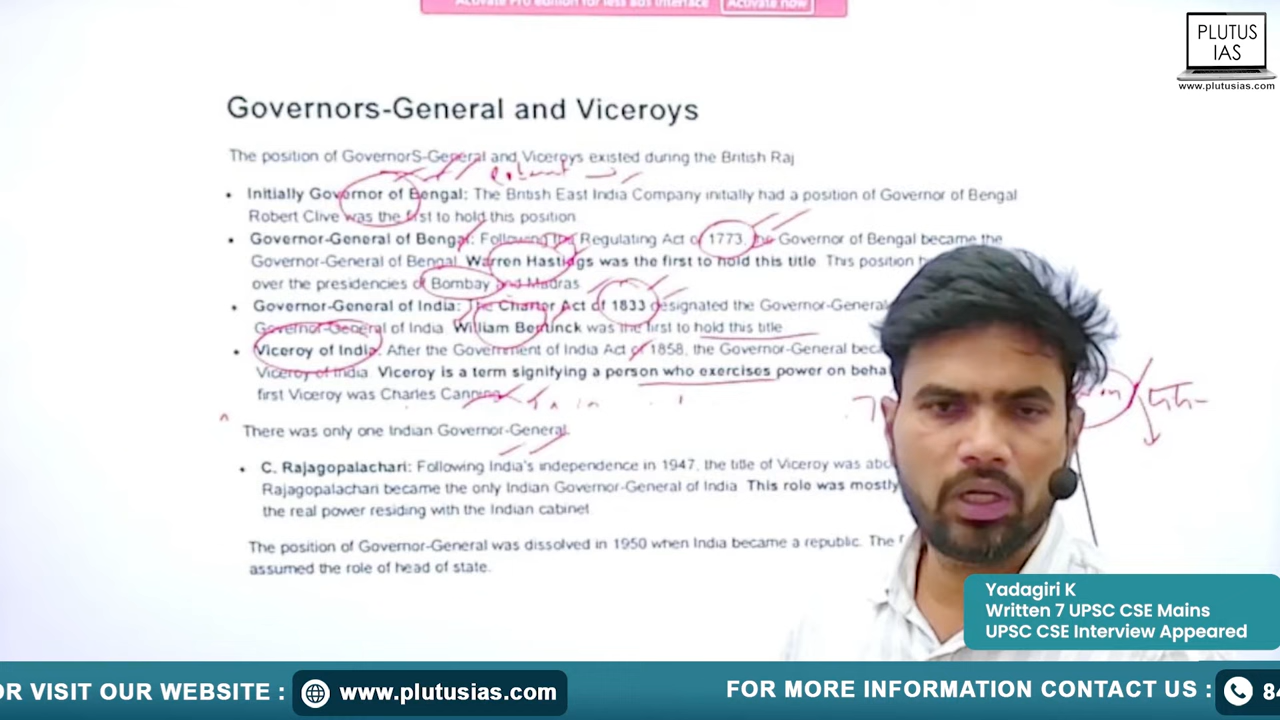 Activate Pro edition for less ads interface Activate now
PLUTUS
IAS
www.plutusias.com
Governors-General and Viceroys
The position of GovernorS-General and Viceroys existed during the British Raj
• Initially Governor of Bengal: The British East India Company initially had a position of Governor of Bengal
Robert Clive was the first to hold this position
• Governor-General of Bengal: Following the Regulating Act of 1773, the Governor of Bengal became the
Governor-General of Bengal. Warren Hastings was the first to hold this title. This position
over the presidencies of Bombay and Madras
• Governor-General of India: The Charter Act of 1833 designated the Governor-General
Governor-General of India. William Bentinck was the first to hold this title
• Viceroy of India: After the Government of India Act of 1858, the Governor-General
Viceroy of India. Viceroy is a term signifying a person who exercises power on
first Viceroy was Charles Canning
There was only one Indian Governor-General.
• C. Rajagopalachari: Following India's independence in 1947, the title of Viceroy was
Rajagopalachari became the only Indian Governor-General of India. This role was mostly
the real power residing with the Indian cabinet
The position of Governor-General was dissolved in 1950 when India became a republic. The
assumed the role of head of state.
Yadagiri K
Written 7 UPSC CSE Mains
UPSC CSE Interview Appeared
OR VISIT OUR WEBSITE : www.plutusias.com FOR MORE INFORMATION CONTACT US : 84